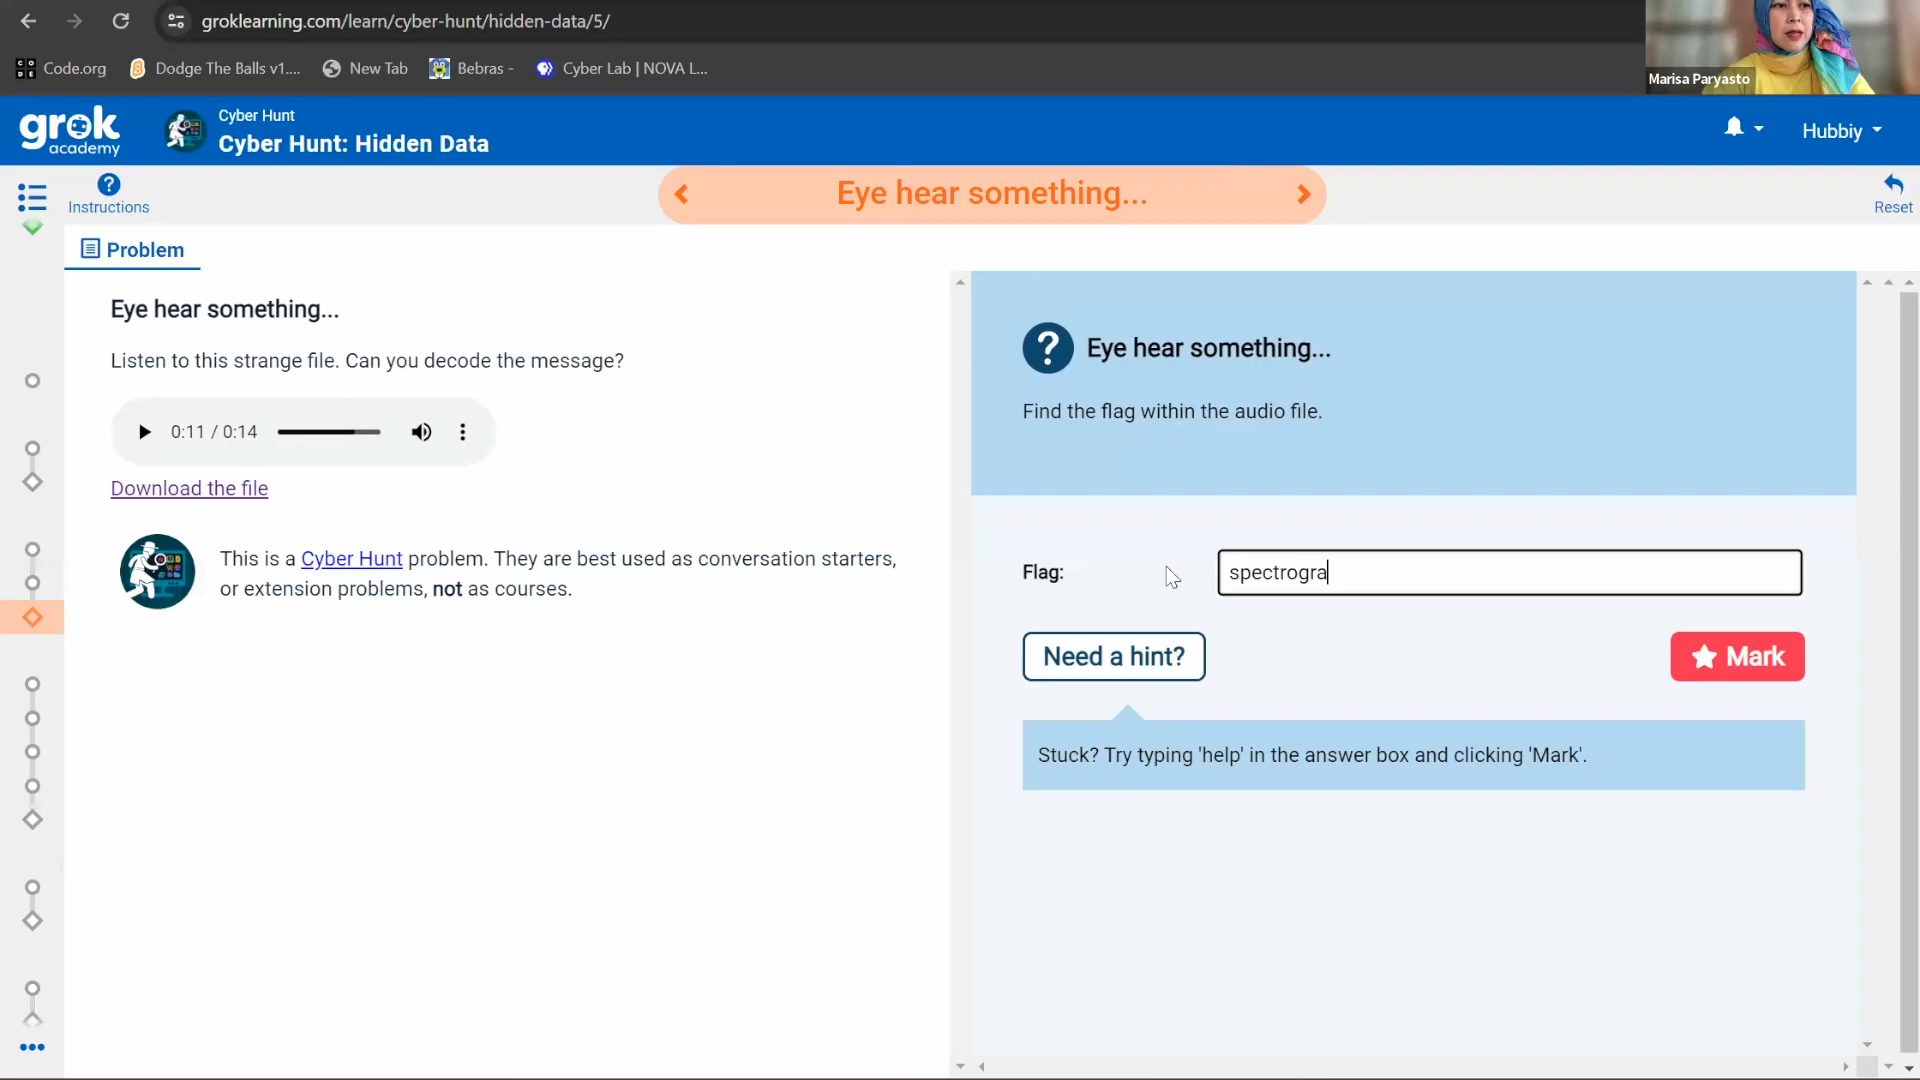 groklearning.com/learn/cyber-hunt/hidden-data/5/
Code.org
Dodge The Balls v1....
New Tab
Bebras -
Cyber Lab | NOVA L...
Marisa Paryasto
grok
academy
Cyber Hunt
Cyber Hunt: Hidden Data
Hubbiy
Instructions
Eye hear something...
Reset
Problem
Eye hear something...
Listen to this strange file. Can you decode the message?
0:11 / 0:14
Download the file
This is a Cyber Hunt problem. They are best used as conversation starters,
or extension problems, not as courses.
Eye hear something...
Find the flag within the audio file.
Flag:
spectrogra
Need a hint?
Mark
Stuck? Try typing 'help' in the answer box and clicking 'Mark'.